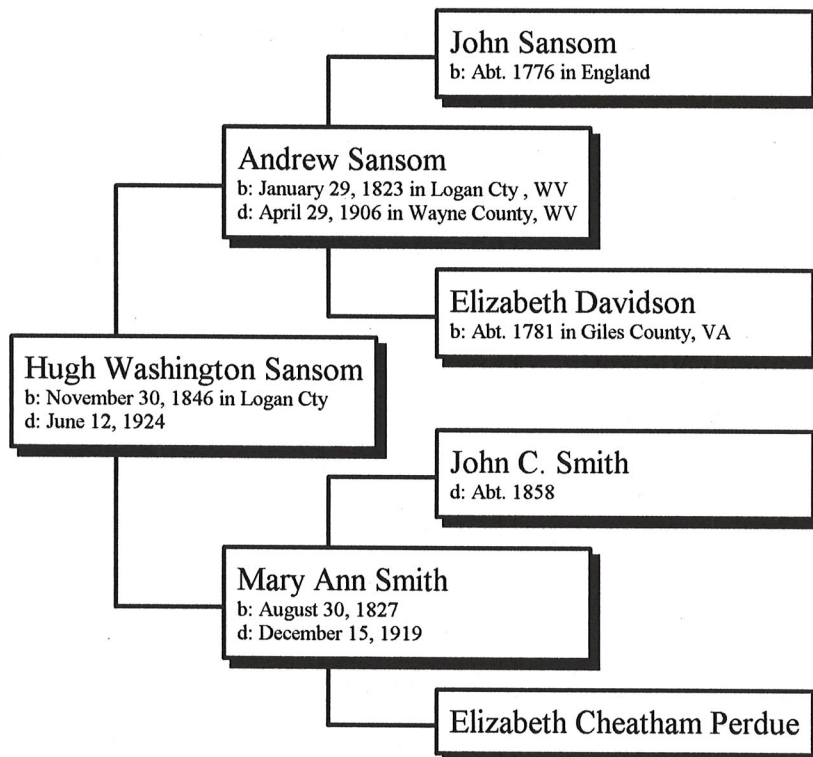 John Sansom
b: Abt. 1776 in England
Andrew Sansom
b: January 29, 1823 in Logan Cty , WV
d: April 29, 1906 in Wayne County, WV
Elizabeth Davidson
b: Abt. 1781 in Giles County, VA
Hugh Washington Sansom
b: November 30, 1846 in Logan Cty
d: June 12, 1924
John C. Smith
d: Abt. 1858
Mary Ann Smith
b: August 30, 1827
d: December 15, 1919
Elizabeth Cheatham Perdue